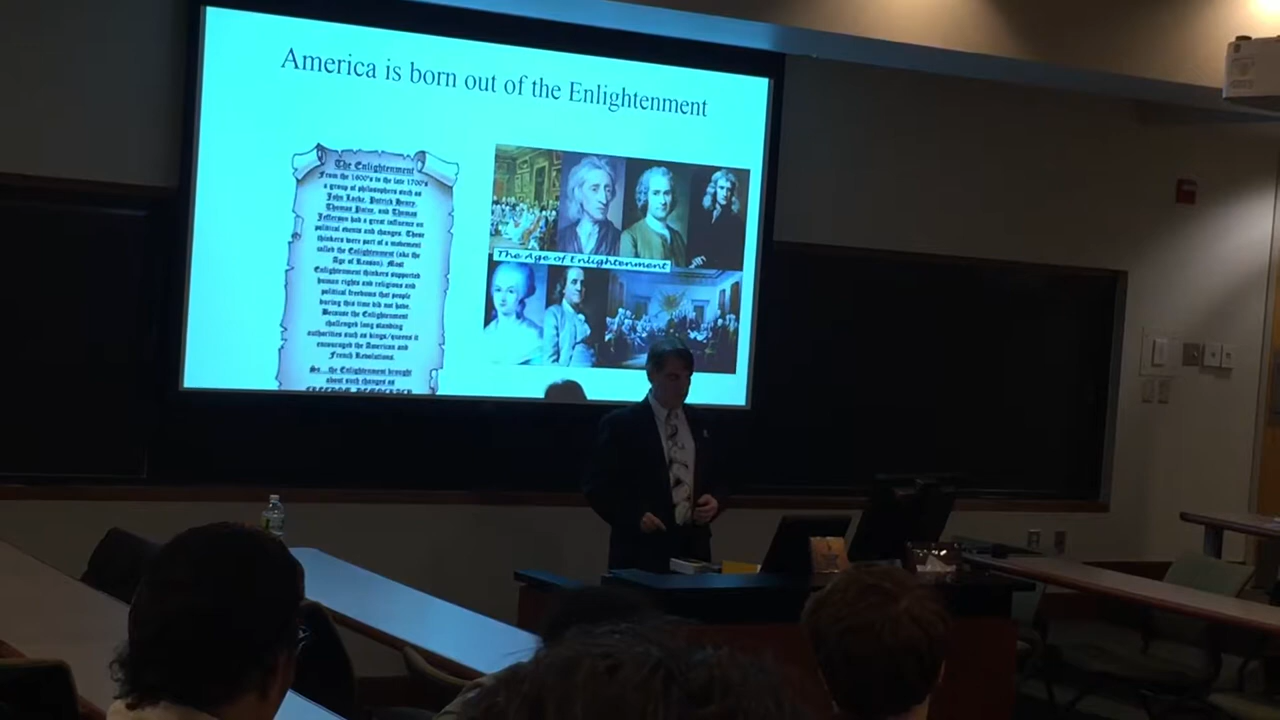 America is born out of the Enlightenment
The Enlightenment
From the 1600's to the late 1700's
a group of philosophers such as
John Locke, Patrick Henry,
Thomas Paine, and Thomas
Jefferson had a great influence on
political events and changes. These
thinkers were part of a movement
called the Enlightenment (aka the
Age of Reason). Most
Enlightenment thinkers supported
human rights and religious and
political freedoms that people
during this time did not have.
Because the Enlightenment
challenged long standing
authorities such as kings/queens it
encouraged the American and
French Revolutions.
So...the Enlightenment brought
about such changes as
FREEDOM, DEMOCRACY
The Age of Enlightenment